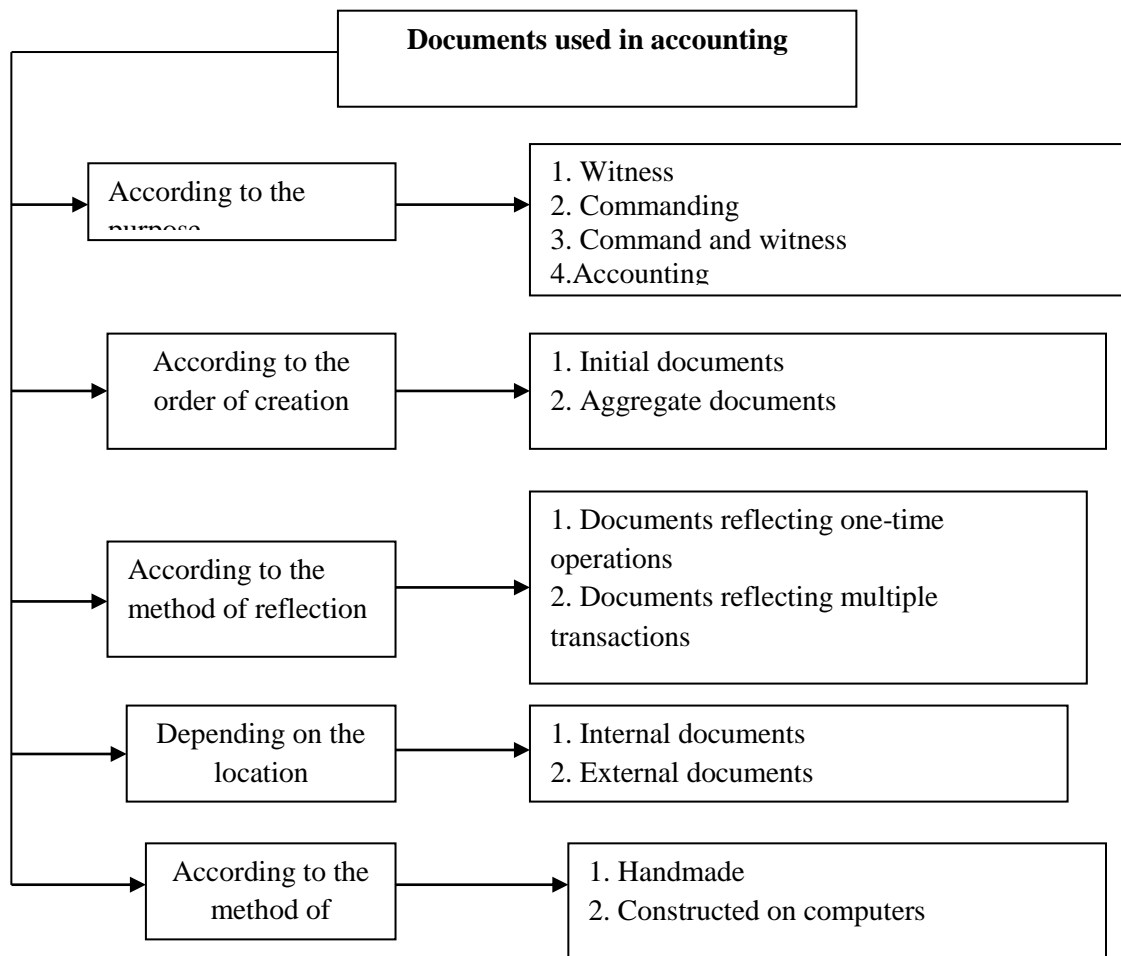 Documents used in accounting
According to the
purpose
1. Witness
2. Commanding
3. Command and witness
4.Accounting
According to the
order of creation
1. Initial documents
2. Aggregate documents
According to the
method of reflection
1. Documents reflecting one-time
operations
2. Documents reflecting multiple
transactions
Depending on the
location
1. Internal documents
2. External documents
According to the
method of
1. Handmade
2. Constructed on computers